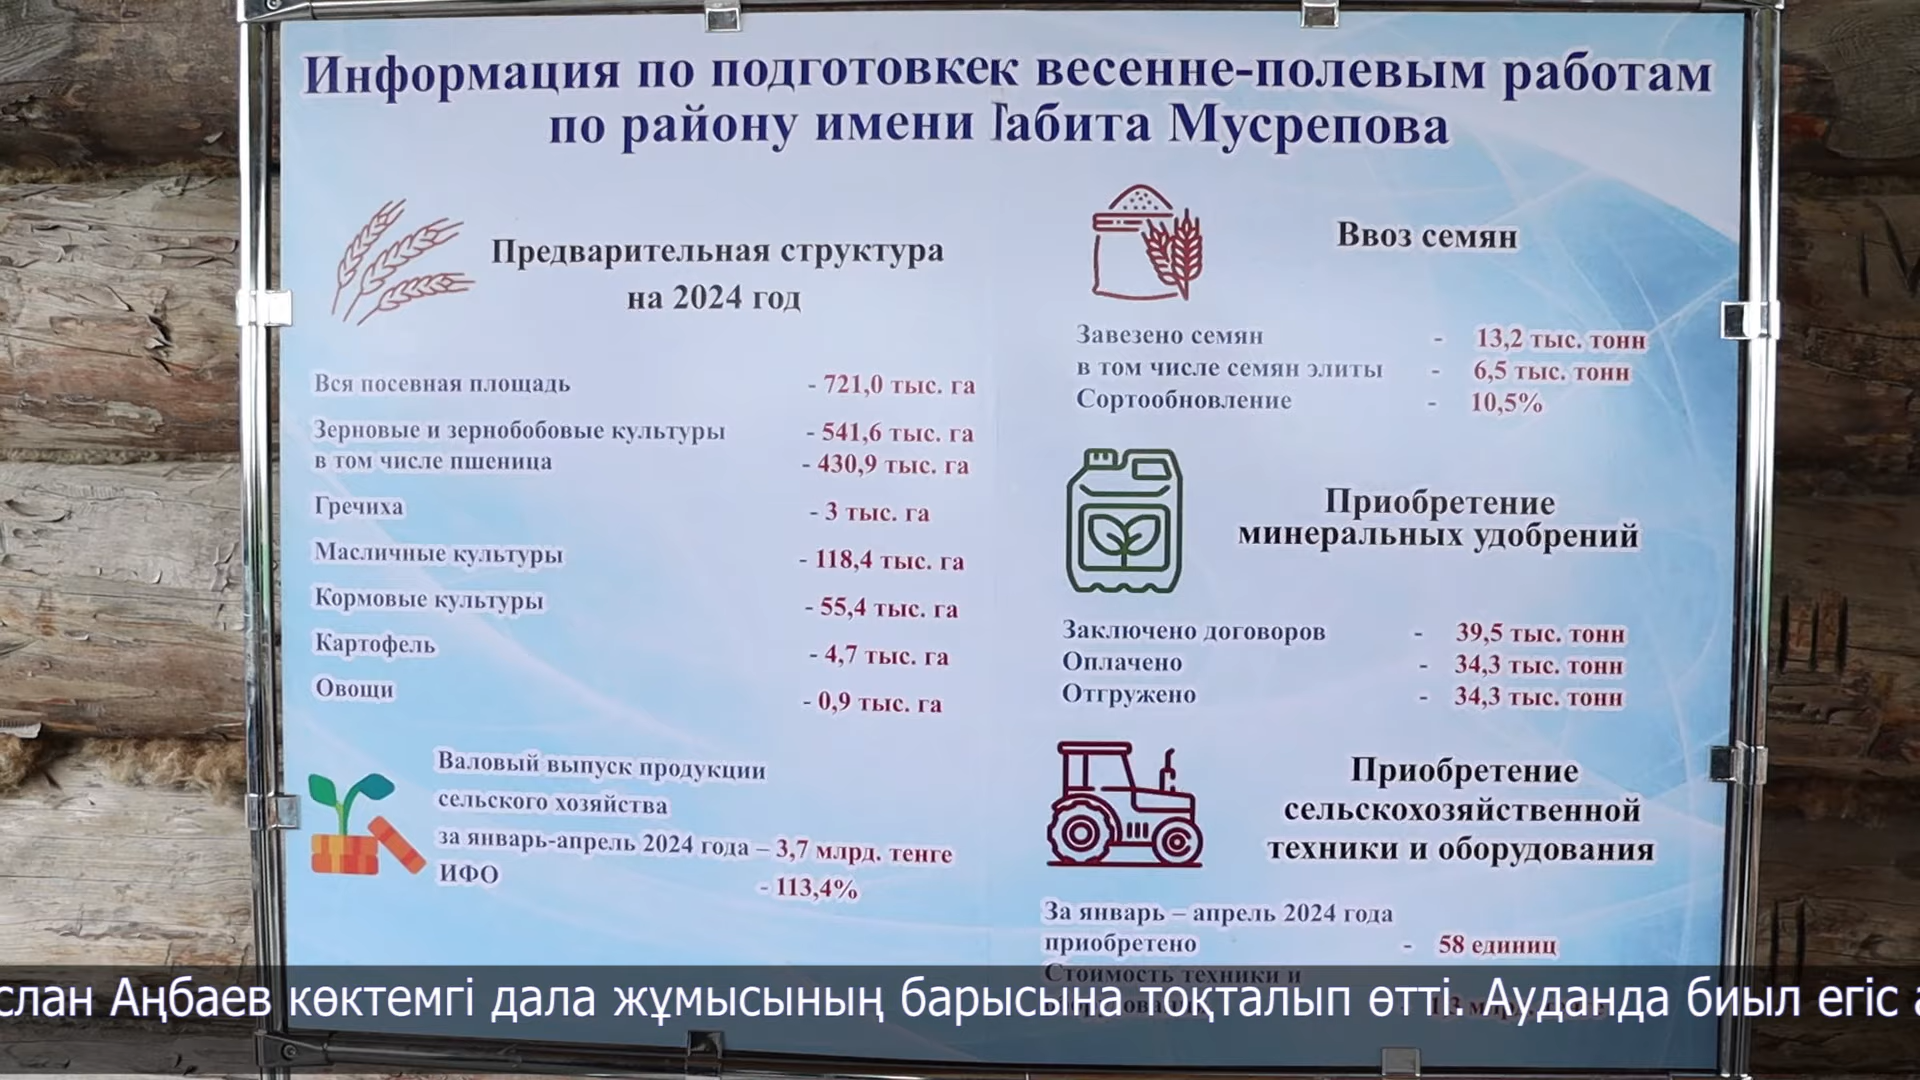 Информация по подготовкек весенне-полевым работам
по району имени Габита Мусрепова
Предварительная структура
на 2024 год
Вся посевная площадь - 721,0 тыс. га
Зерновые и зернобобовые культуры - 541,6 тыс. га
в том числе пшеница - 430,9 тыс. га
Гречиха - 3 тыс. га
Масличные культуры - 118,4 тыс. га
Кормовые культуры - 55,4 тыс. га
Картофель - 4,7 тыс. га
Овощи - 0,9 тыс. га
Валовый выпуск продукции
сельского хозяйства
за январь-апрель 2024 года – 3,7 млрд. тенге
ИФО - 113,4%
Ввоз семян
Завезено семян - 13,2 тыс. тонн
в том числе семян элиты - 6,5 тыс. тонн
Сортообновление - 10,5%
Приобретение
минеральных удобрений
Заключено договоров - 39,5 тыс. тонн
Оплачено - 34,3 тыс. тонн
Отгружено - 34,3 тыс. тонн
Приобретение
сельскохозяйственной
техники и оборудования
За январь – апрель 2024 года
приобретено - 58 единиц
Стоимость техники и
слан Аңбаев көктемгі дала жұмысының барысына тоқталып өтті. Ауданда биыл егіс